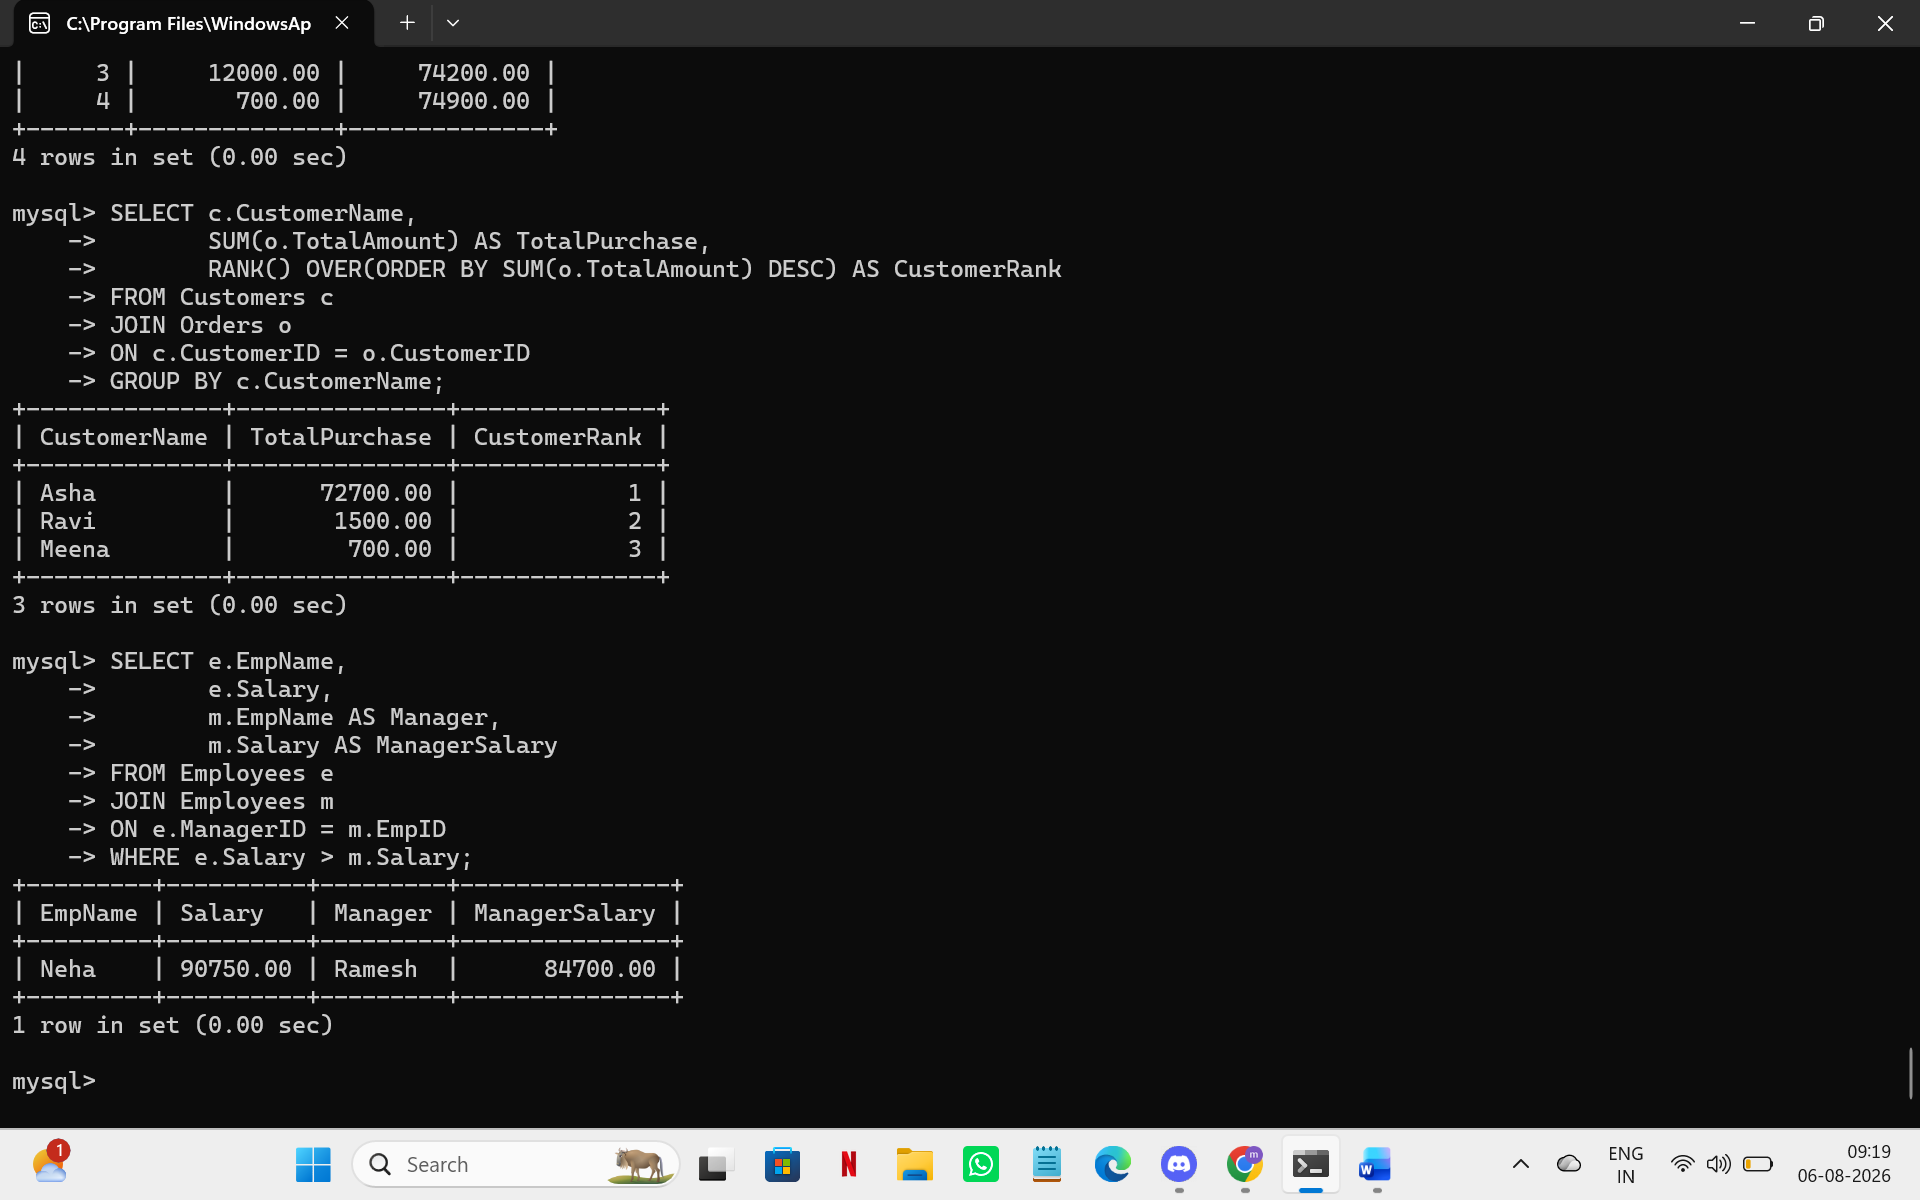 C:\Program Files\WindowsAp
|     3 |     12000.00 |     74200.00 |
|     4 |       700.00 |     74900.00 |
+-------+--------------+--------------+
4 rows in set (0.00 sec)
mysql> SELECT c.CustomerName,
    ->        SUM(o.TotalAmount) AS TotalPurchase,
    ->        RANK() OVER(ORDER BY SUM(o.TotalAmount) DESC) AS CustomerRank
    -> FROM Customers c
    -> JOIN Orders o
    -> ON c.CustomerID = o.CustomerID
    -> GROUP BY c.CustomerName;
+--------------+---------------+--------------+
| CustomerName | TotalPurchase | CustomerRank |
+--------------+---------------+--------------+
| Asha         |      72700.00 |            1 |
| Ravi         |       1500.00 |            2 |
| Meena        |        700.00 |            3 |
+--------------+---------------+--------------+
3 rows in set (0.00 sec)
mysql> SELECT e.EmpName,
    ->        e.Salary,
    ->        m.EmpName AS Manager,
    ->        m.Salary AS ManagerSalary
    -> FROM Employees e
    -> JOIN Employees m
    -> ON e.ManagerID = m.EmpID
    -> WHERE e.Salary > m.Salary;
+---------+----------+---------+---------------+
| EmpName | Salary   | Manager | ManagerSalary |
+---------+----------+---------+---------------+
| Neha    | 90750.00 | Ramesh  |      84700.00 |
+---------+----------+---------+---------------+
1 row in set (0.00 sec)
mysql>
1
Search
ENG
IN
09:19
06-08-2026